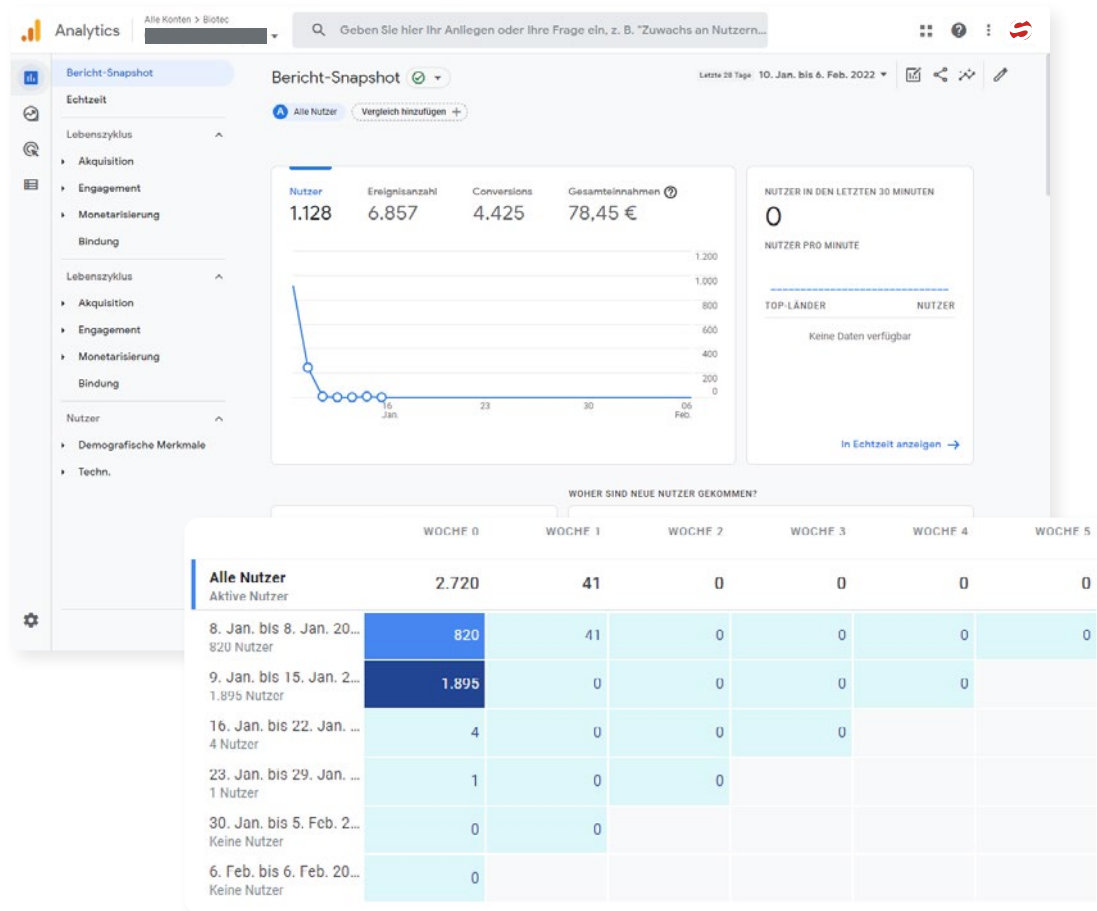 Analytics
Alle Konten > Biotec
Geben Sie hier Ihr Anliegen oder Ihre Frage ein, z. B. "Zuwachs an Nutzern...
Bericht-Snapshot
Echtzeit
Lebenszyklus
Akquisition
Engagement
Monetarisierung
Bindung
Lebenszyklus
Akquisition
Engagement
Monetarisierung
Bindung
Nutzer
Demografische Merkmale
Techn.
Bericht-Snapshot
Letzte 28 Tage 10. Jan. bis 6. Feb. 2022
A Alle Nutzer
Vergleich hinzufügen +
Nutzer Ereignisanzahl Conversions Gesamteinnahmen
1.128 6.857 4.425 78,45 €
1.200
1.000
800
600
400
200
0
16 23 30 06
Jan. Feb.
NUTZER IN DEN LETZTEN 30 MINUTEN
0
NUTZER PRO MINUTE
TOP-LÄNDER NUTZER
Keine Daten verfügbar
In Echtzeit anzeigen →
WOHER SIND NEUE NUTZER GEKOMMEN?
WOCHE 0 WOCHE 1 WOCHE 2 WOCHE 3 WOCHE 4 WOCHE 5
Alle Nutzer 2.720 41 0 0 0 0
Aktive Nutzer
8. Jan. bis 8. Jan. 20... 820 41 0 0 0 0
820 Nutzer
9. Jan. bis 15. Jan. 2... 1.895 0 0 0 0
1.895 Nutzer
16. Jan. bis 22. Jan. ... 4 0 0 0
4 Nutzer
23. Jan. bis 29. Jan. ... 1 0 0
1 Nutzer
30. Jan. bis 5. Feb. 2... 0 0
Keine Nutzer
6. Feb. bis 6. Feb. 20... 0
Keine Nutzer